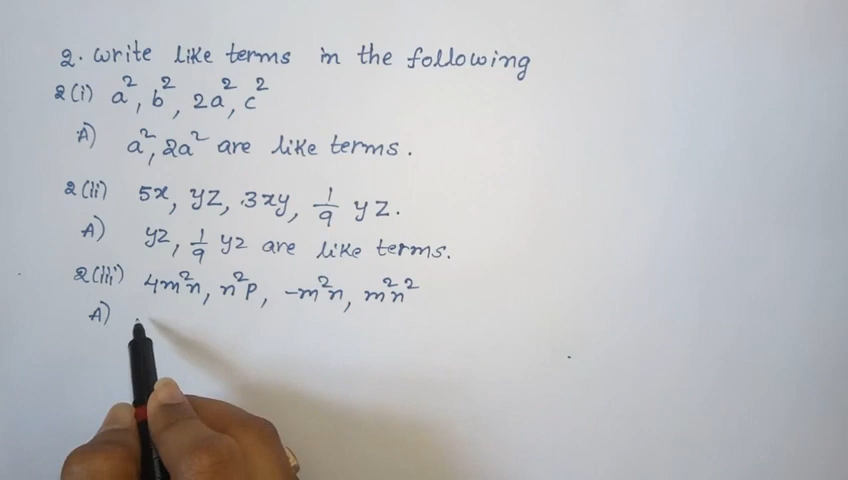 2. Write like terms in the following
2(i) a², b², 2a², c²
A) a², 2a² are like terms.
2(ii) 5x, yz, 3xy, 1/9 yz.
A) yz, 1/9 yz are like terms.
2(iii) 4m²n, n²p, -m²n, m²n²
A)